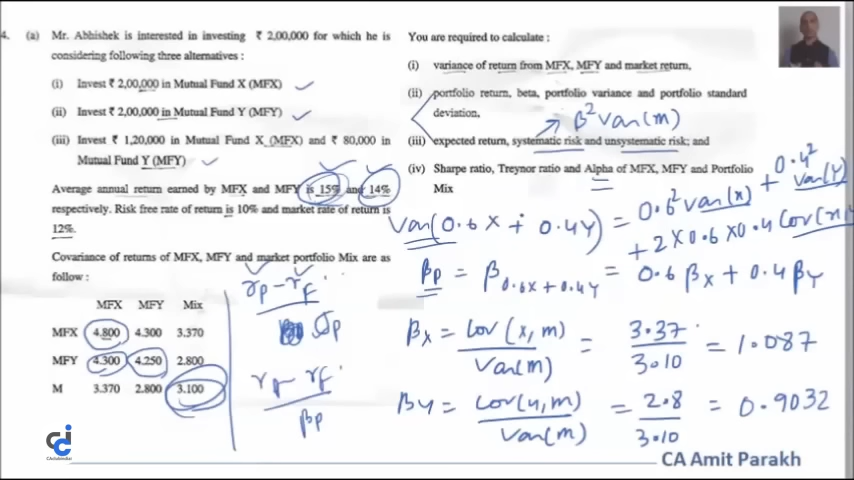 4. (a) Mr. Abhishek is interested in investing ₹ 2,00,000 for which he is
considering following three alternatives :
(i) Invest ₹ 2,00,000 in Mutual Fund X (MFX)
(ii) Invest ₹ 2,00,000 in Mutual Fund Y (MFY)
(iii) Invest ₹ 1,20,000 in Mutual Fund X (MFX) and ₹ 80,000 in
Mutual Fund Y (MFY)
Average annual return earned by MFX and MFY is 15% and 14%
respectively. Risk free rate of return is 10% and market rate of return is
12%.
Covariance of returns of MFX, MFY and market portfolio Mix are as
follow :
MFX MFY Mix
MFX 4.800 4.300 3.370
MFY 4.300 4.250 2.800
M 3.370 2.800 3.100
rp - rf
σp
rp - rf
βp
You are required to calculate :
(i) variance of return from MFX, MFY and market return,
(ii) portfolio return, beta, portfolio variance and portfolio standard
deviation,
β² Var(m)
(iii) expected return, systematic risk and unsystematic risk; and
(iv) Sharpe ratio, Treynor ratio and Alpha of MFX, MFY and Portfolio
Mix
Var(0.6X + 0.4Y) = 0.6² Var(x) + 0.4² Var(Y)
+ 2 × 0.6 × 0.4 Cov(x,y
βp = β0.6X+0.4Y = 0.6 βX + 0.4 βY
βX = Cov(x, m) / Var(m) = 3.37 / 3.10 = 1.087
βY = Cov(y, m) / Var(m) = 2.8 / 3.10 = 0.9032
CA Amit Parakh